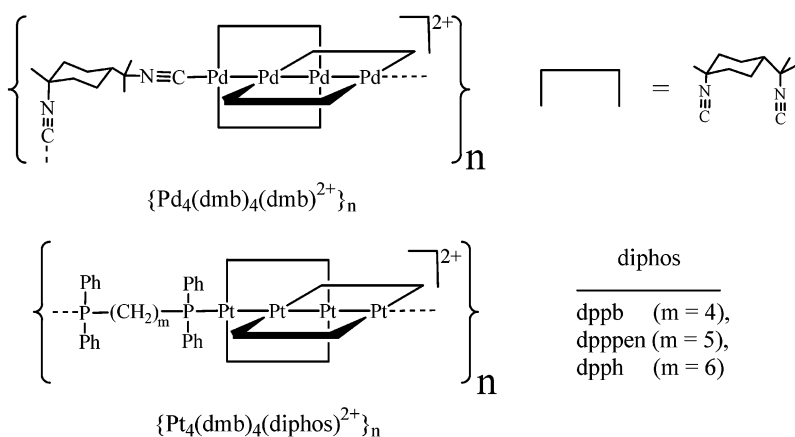 2+
N≡C—Pd—Pd—Pd—Pd
N
≡
C
n
=
N
≡
C
N
≡
C
{Pd₄(dmb)₄(dmb)²⁺}ₙ
2+
Ph Ph
P—(CH₂)ₘ—P—Pt—Pt—Pt—Pt
Ph Ph
n
{Pt₄(dmb)₄(diphos)²⁺}ₙ
diphos
dppb (m = 4),
dpppen (m = 5),
dpph (m = 6)